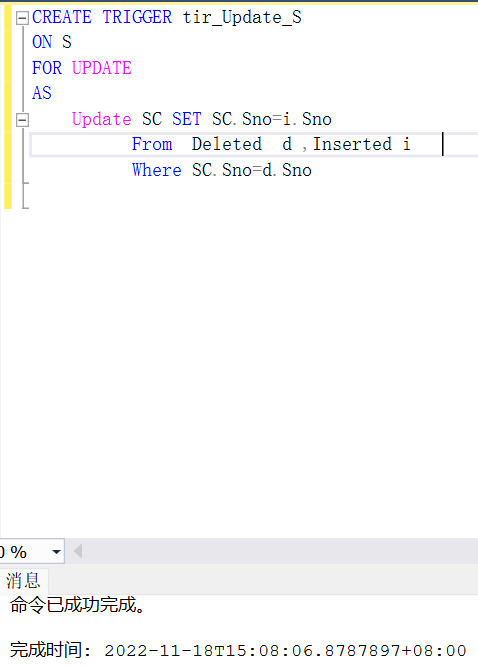 CREATE TRIGGER tir_Update_S
ON S
FOR UPDATE
AS
Update SC SET SC.Sno=i.Sno
From Deleted d ,Inserted i
Where SC.Sno=d.Sno
0 %
消息
命令已成功完成。
完成时间: 2022-11-18T15:08:06.8787897+08:00